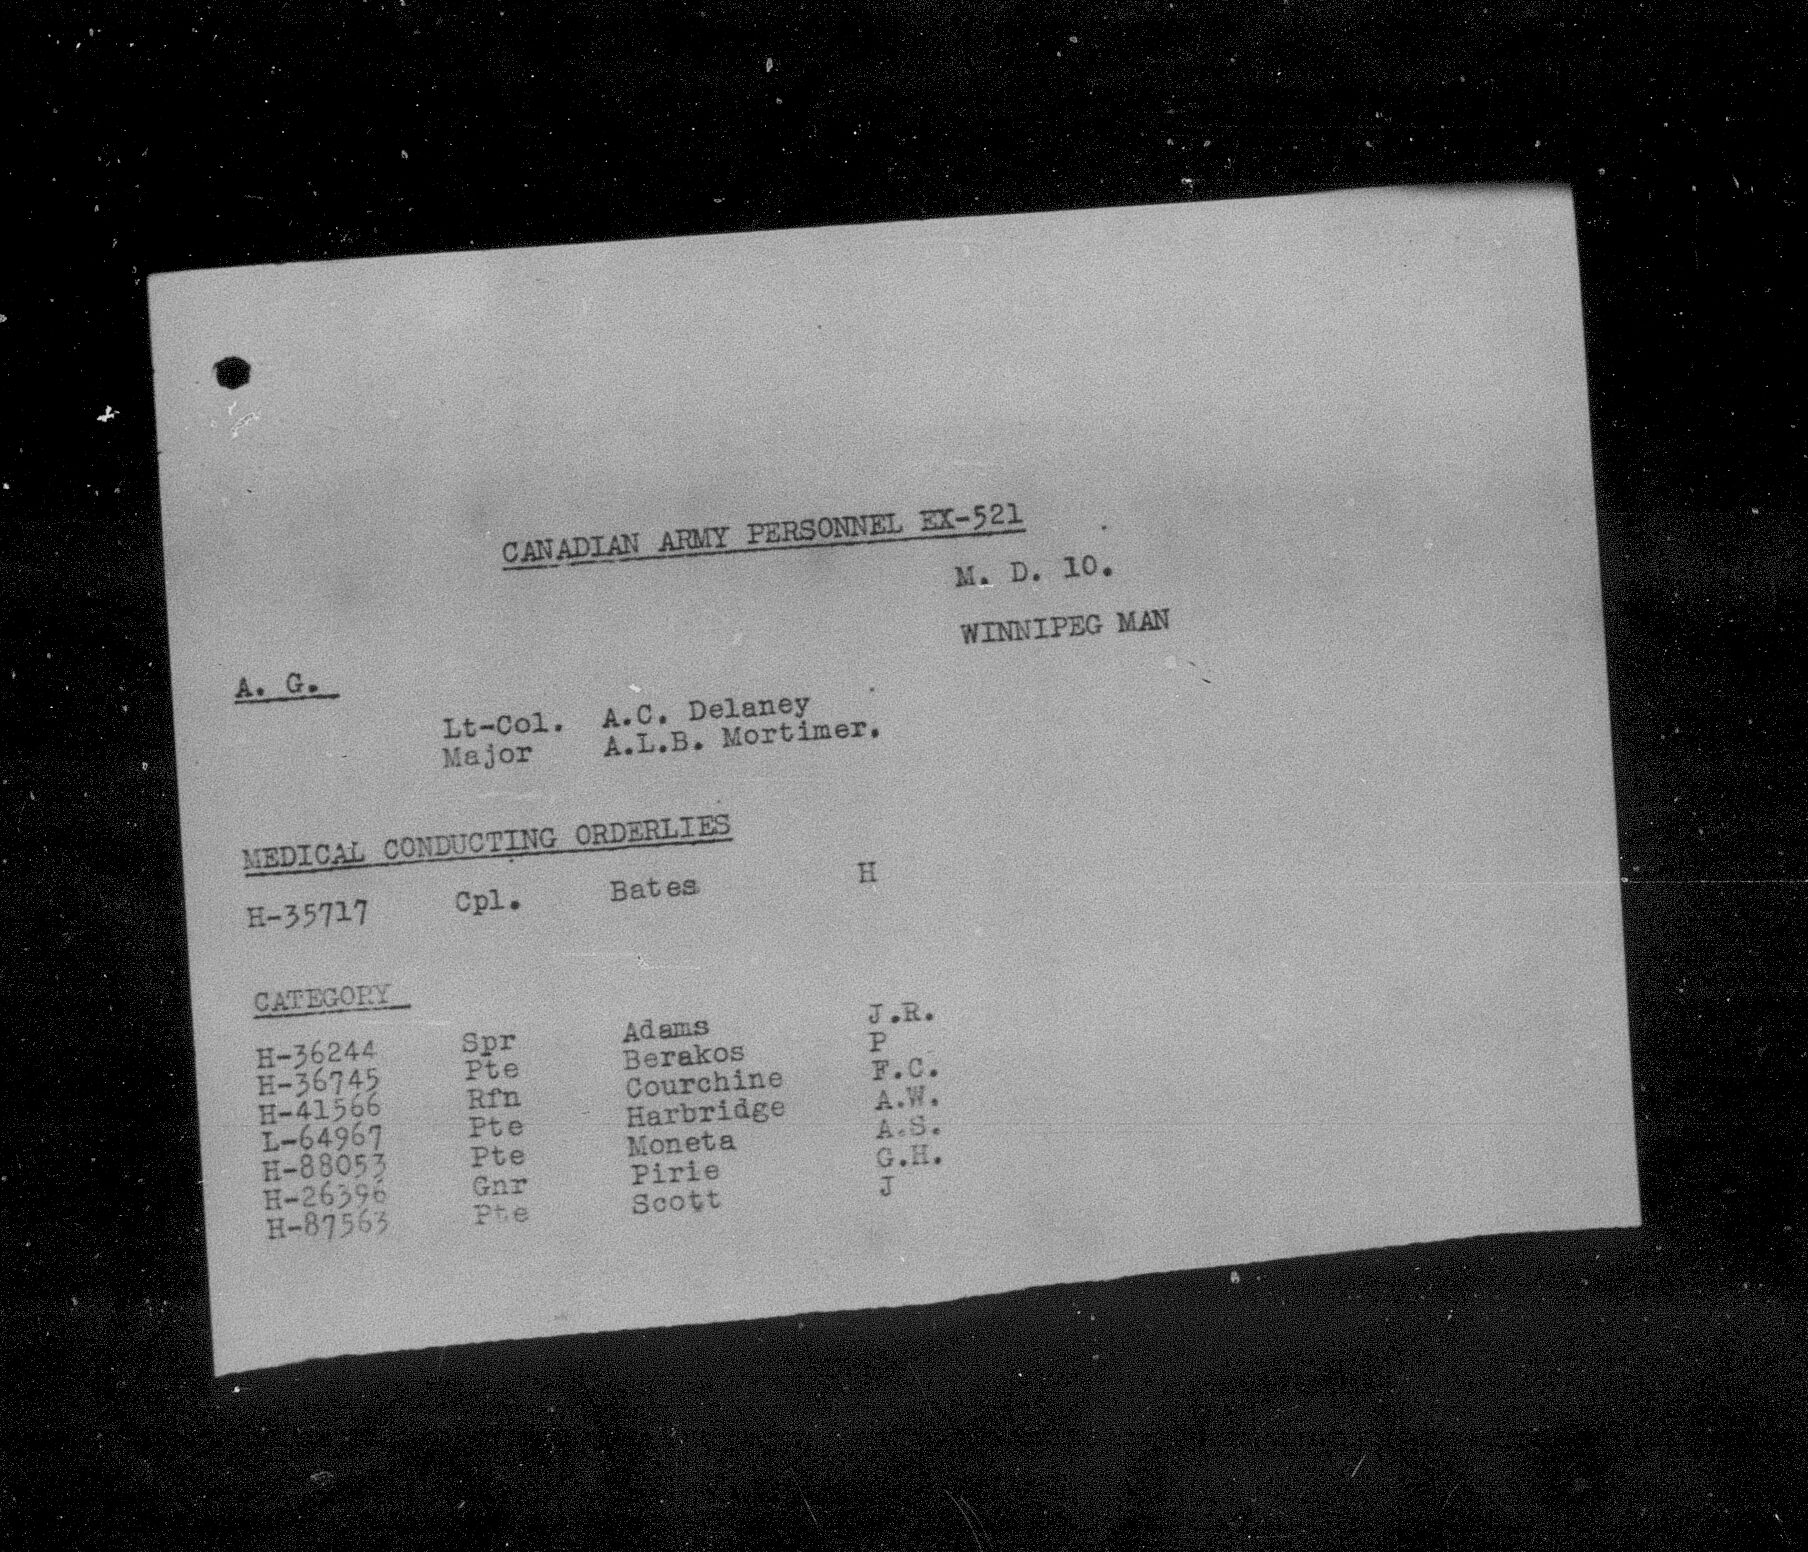 CANADIAN ARMY PERSONNEL EX-521
M. D. 10.
WINNIPEG MAN
A. G.
Lt-Col. A.C. Delaney
Major A.L.B. Mortimer.
MEDICAL CONDUCTING ORDERLIES
H-35717 Cpl. Bates H
CATEGORY
H-36244 Spr Adams J.R.
H-36745 Pte Berakos P
H-41566 Rfn Courchine F.C.
L-64967 Pte Harbridge A.W.
H-88053 Pte Moneta A.S.
H-26396 Gnr Pirie G.H.
H-87563 Pte Scott J